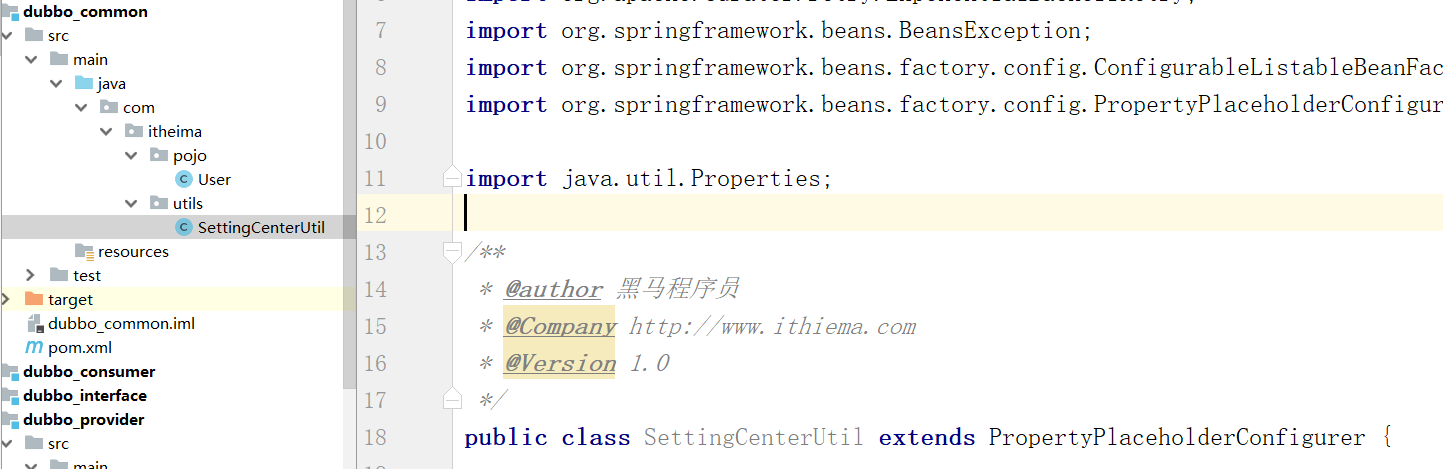 dubbo_common
src
main
java
com
itheima
pojo
User
utils
SettingCenterUtil
resources
test
target
dubbo_common.iml
pom.xml
dubbo_consumer
dubbo_interface
dubbo_provider
src
main
7 import org.springframework.beans.BeansException;
8 import org.springframework.beans.factory.config.ConfigurableListableBeanFac
9 import org.springframework.beans.factory.config.PropertyPlaceholderConfigur
10
11 import java.util.Properties;
12
13 /**
14 * @author 黑马程序员
15 * @Company http://www.ithiema.com
16 * @Version 1.0
17 */
18 public class SettingCenterUtil extends PropertyPlaceholderConfigurer {